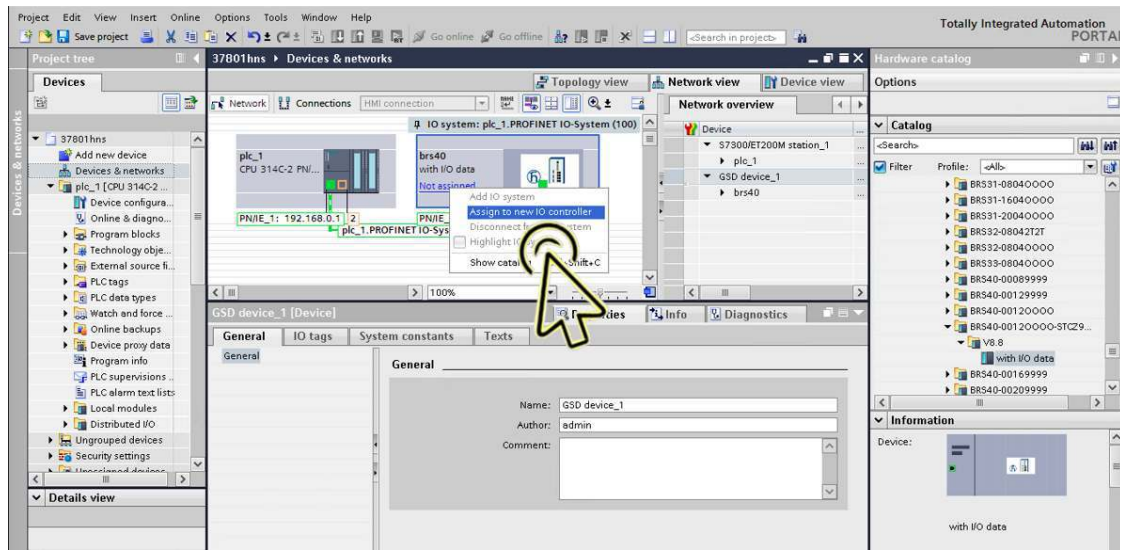 Project Edit View Insert Online Options Tools Window Help
Totally Integrated Automation
PORTAL
Save project Go online Go offline <Search in project>
Project tree
37801hns Devices & networks
Hardware catalog
Devices
Topology view Network view Device view
Options
Devices & networks
Network Connections HMI connection
Network overview
IO system: plc_1.PROFINET IO-System (100)
Catalog
<Search>
Filter Profile: <All>
37801hns
Add new device
Devices & networks
plc_1 [CPU 314C-2 ...
Device configura...
Online & diagno...
Program blocks
Technology obje...
External source fi...
PLC tags
PLC data types
Watch and force ...
Online backups
Device proxy data
Program info
PLC supervisions ...
PLC alarm text lists
Local modules
Distributed I/O
Ungrouped devices
Security settings
Unassigned devices
Details view
plc_1
CPU 314C-2 PN/...
brs40
with I/O data
Not assigned
PN/IE_1: 192.168.0.1 2
PN/IE_
plc_1.PROFINET IO-Sys
Add IO system
Assign to new IO controller
Disconnect
Highlight IO
Show catalog Shift+C
100%
Device
S7300/ET200M station_1
plc_1
GSD device_1
brs40
BRS31-08040000
BRS31-16040000
BRS31-20040000
BRS32-08042T2T
BRS32-08040000
BRS33-08040000
BRS40-00089999
BRS40-00129999
BRS40-00120000
BRS40-00120000-STCZ9...
V8.8
with I/O data
BRS40-00169999
BRS40-00209999
GSD device_1 [Device]
Properties Info Diagnostics
General IO tags System constants Texts
General
General
Name: GSD device_1
Author: admin
Comment:
Information
Device:
with I/O data